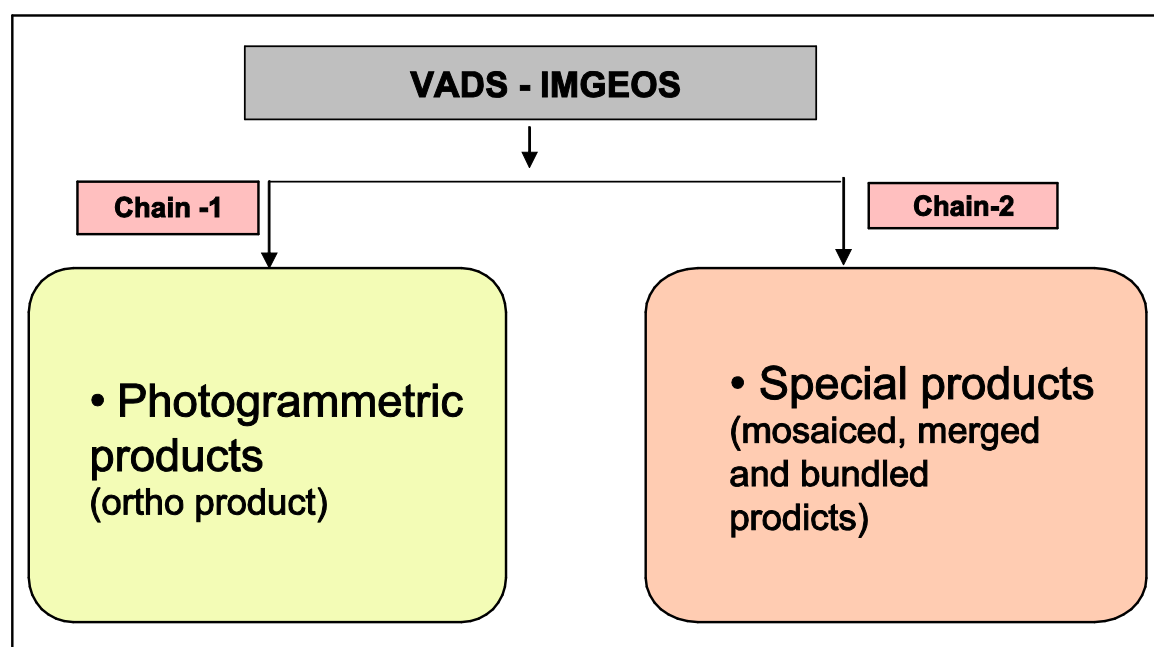 VADS - IMGEOS
Chain -1
Chain-2
• Photogrammetric
products
(ortho product)
• Special products
(mosaiced, merged
and bundled
prodicts)